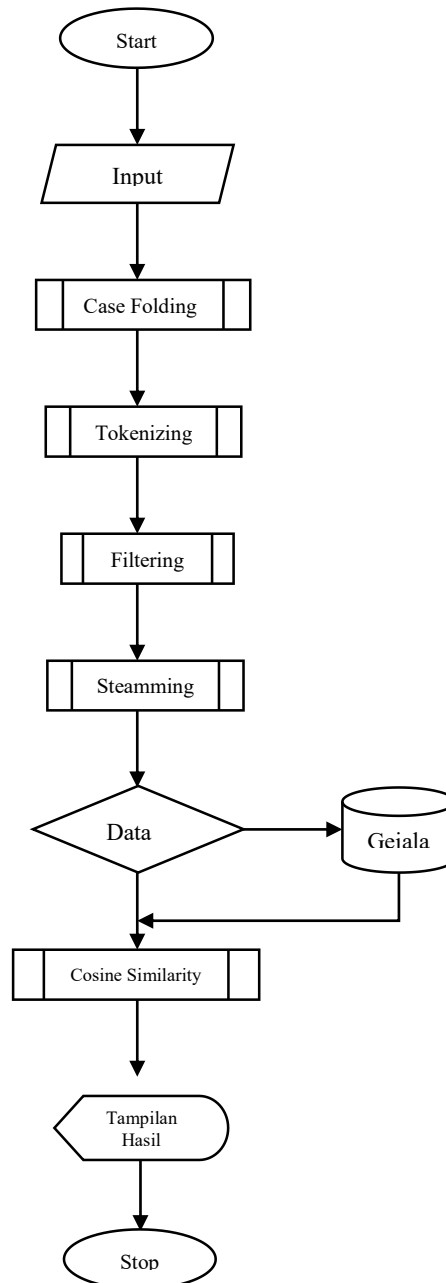 Start
Input
Case Folding
Tokenizing
Filtering
Steamming
Data
Gejala
Cosine Similarity
Tampilan
Hasil
Stop